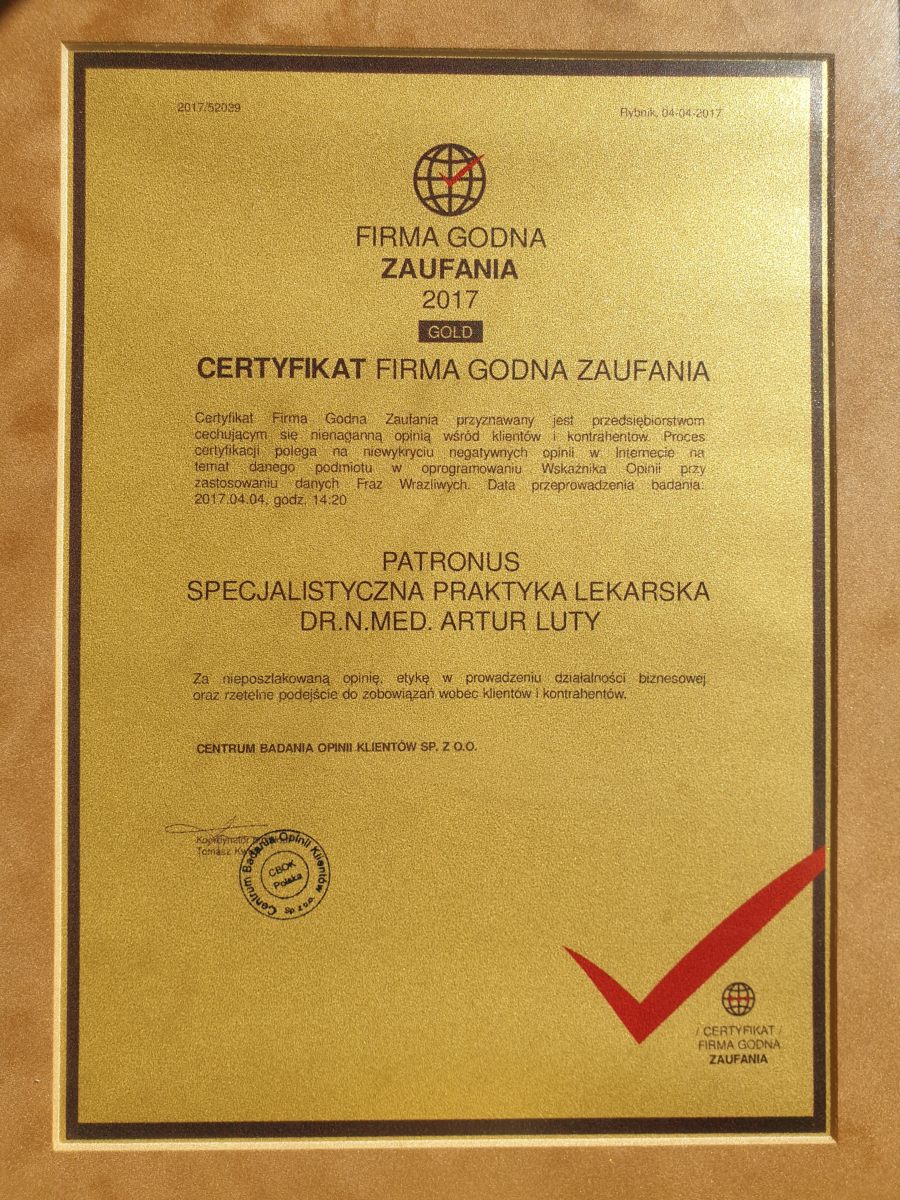 2017/52039
Rybnik, 04-04-2017
FIRMA GODNA
ZAUFANIA
2017
GOLD
CERTYFIKAT FIRMA GODNA ZAUFANIA
Certyfikat Firma Godna Zaufania przyznawany jest przedsiębiorstwom
cechującym się nienaganną opinią wśród klientów i kontrahentów. Proces
certyfikacji polega na niewykryciu negatywnych opinii w Internecie na
temat danego podmiotu w oprogramowaniu Wskaźnika Opinii przy
zastosowaniu danych Fraz Wrażliwych. Data przeprowadzenia badania:
2017.04.04, godz. 14:20
PATRONUS
SPECJALISTYCZNA PRAKTYKA LEKARSKA
DR.N.MED. ARTUR LUTY
Za nieposzlakowaną opinię, etykę w prowadzeniu działalności biznesowej
oraz rzetelne podejście do zobowiązań wobec klientów i kontrahentów.
CENTRUM BADANIA OPINII KLIENTÓW SP. Z O.O.
Koordynator
Tomasz
Centrum Badania Opinii Klientów
Sp. z o.o.
CBOK
Polska
/ CERTYFIKAT /
FIRMA GODNA
ZAUFANIA